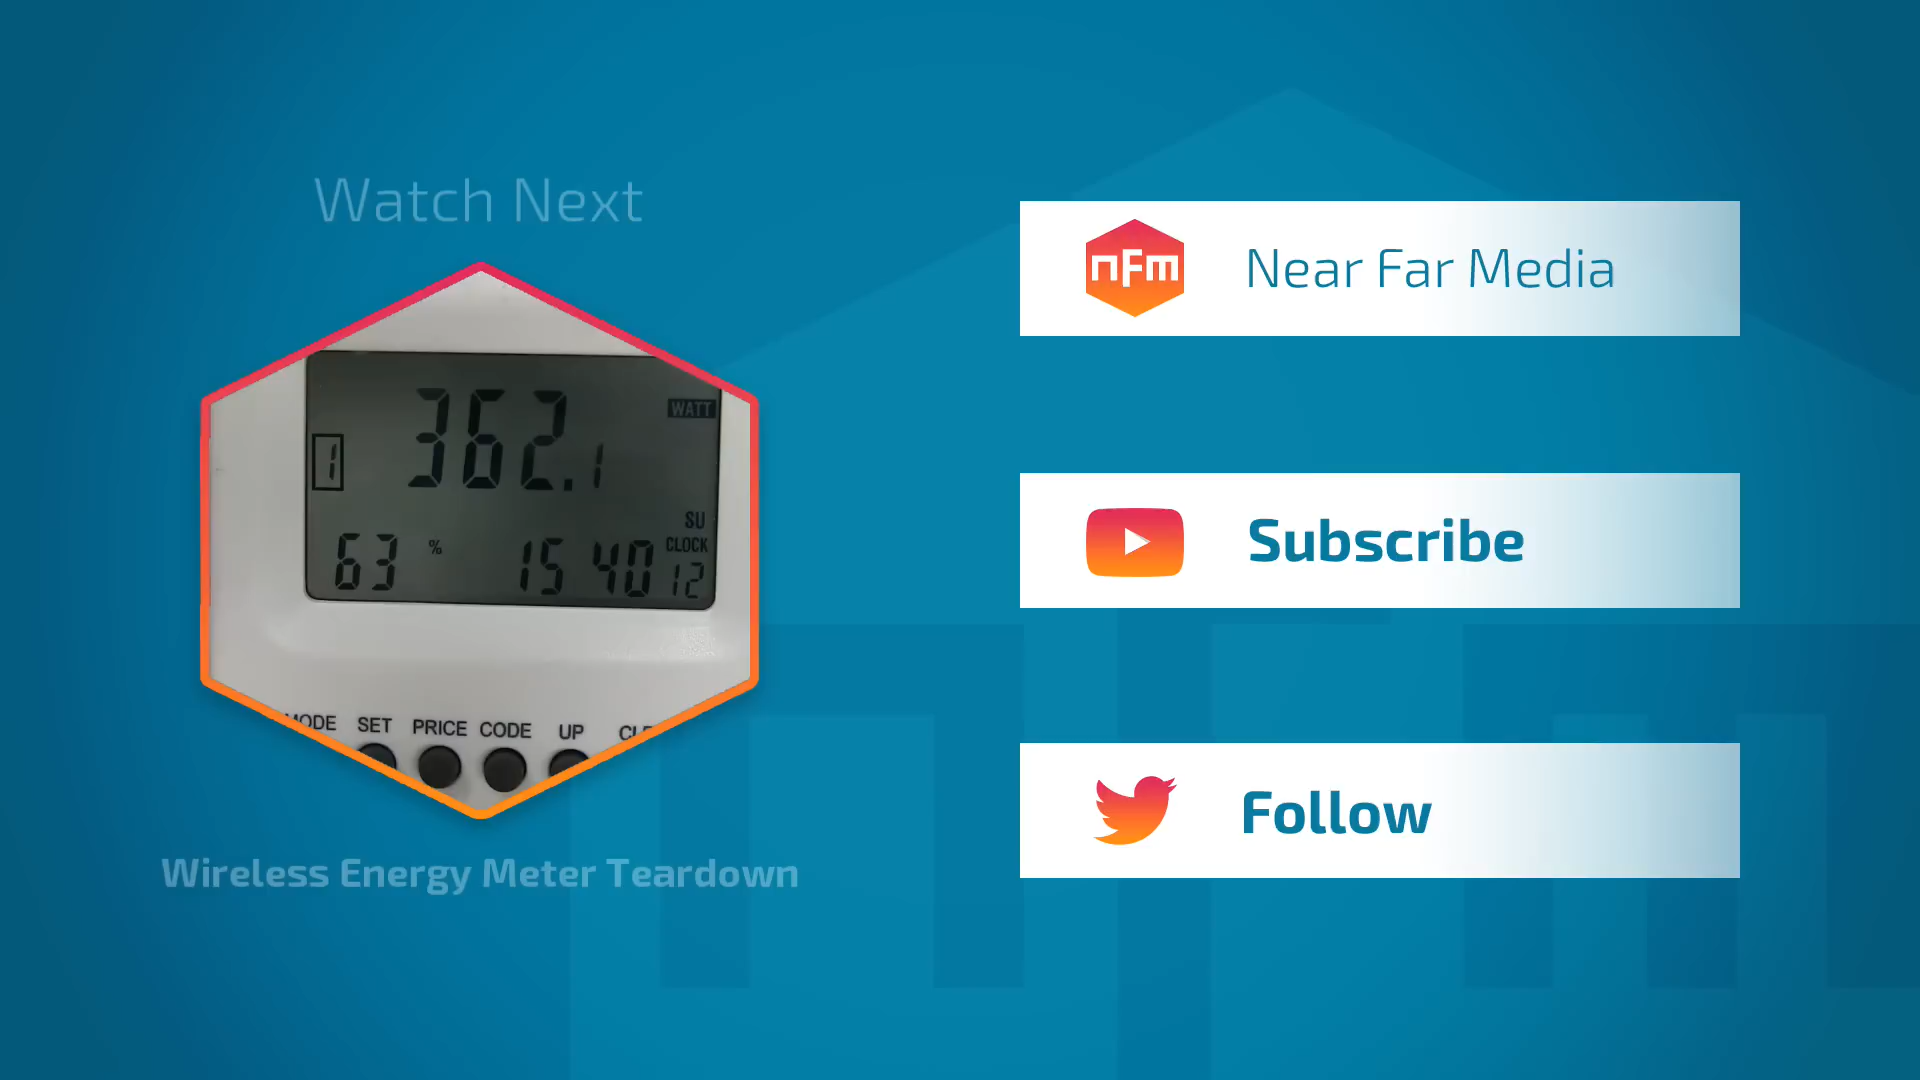 Watch Next
362.1
WATT
1
SU
63 %
15 40 12
CLOCK
SET PRICE CODE UP
Wireless Energy Meter Teardown
nFm
Near Far Media
Subscribe
Follow